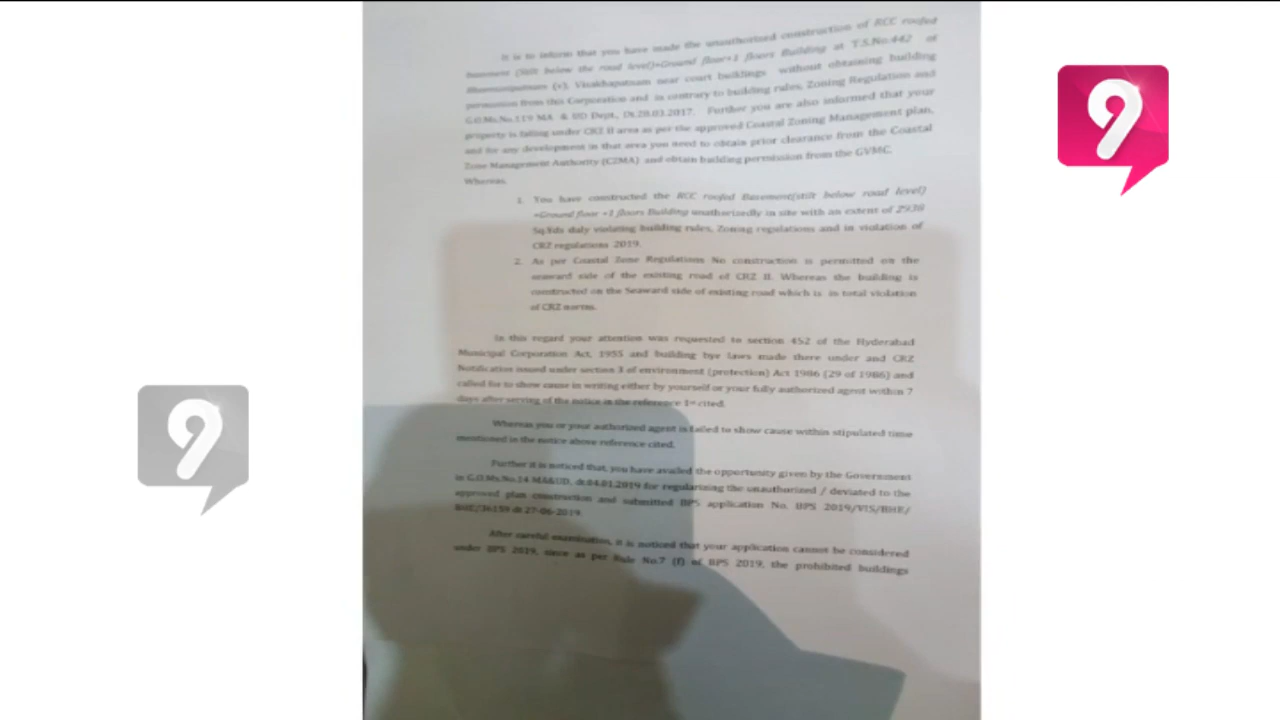 It is to inform that you have made the unauthorized construction of RCC roofed
basement (Stilt below the road level)+Ground floor+1 floors Building at T.S.No.442 of
(v), Visakhapatnam near court buildings without obtaining building
permission from this Corporation and is contrary to building rules, Zoning Regulation and
G.O.Ms.No.119 MA & UD Dept., Dt.28.03.2017. Further you are also informed that your
property is falling under CRZ II area as per the approved Coastal Zoning Management plan,
and for any development in that area you need to obtain prior clearance from the Coastal
Zone Management Authority (CZMA) and obtain building permission from the GVMC.
Whereas,
1. You have constructed the RCC roofed Basement(stilt below road level)
+Ground floor +1 floors Building unathorizedly in site with an extent of 2938
Sq.Yds duly violating building rules, Zoning regulations and in violation of
CRZ regulations 2019.
2. As per Coastal Zone Regulations No construction is permitted on the
seaward side of the existing road of CRZ II. Whereas the building is
constructed on the Seaward side of existing road which is in total violation
of CRZ norms.
In this regard your attention was requested to section 452 of the Hyderabad
Municipal Corporation Act, 1955 and building bye laws made there under and CRZ
Notification issued under section 3 of environment (protection) Act 1986 (29 of 1986) and
called for to show cause in writing either by yourself or your fully authorized agent within 7
days after serving of the notice in the reference 1st cited.
Whereas you or your authorized agent is failed to show cause within stipulated time
mentioned in the notice above reference cited.
Further it is noticed that, you have availed the opportunity given by the Government
in G.O.Ms.No.14 MA&UD, dt.04.01.2019 for regularizing the unauthorized / deviated to the
approved plan construction and submitted BPS application No. BPS 2019/VIS/BHE/
BHE/36159 dt 27-06-2019.
After careful examination, it is noticed that your application cannot be considered
under BPS 2019, since as per Rule No.7 (f) of BPS 2019, the prohibited buildings
9
9